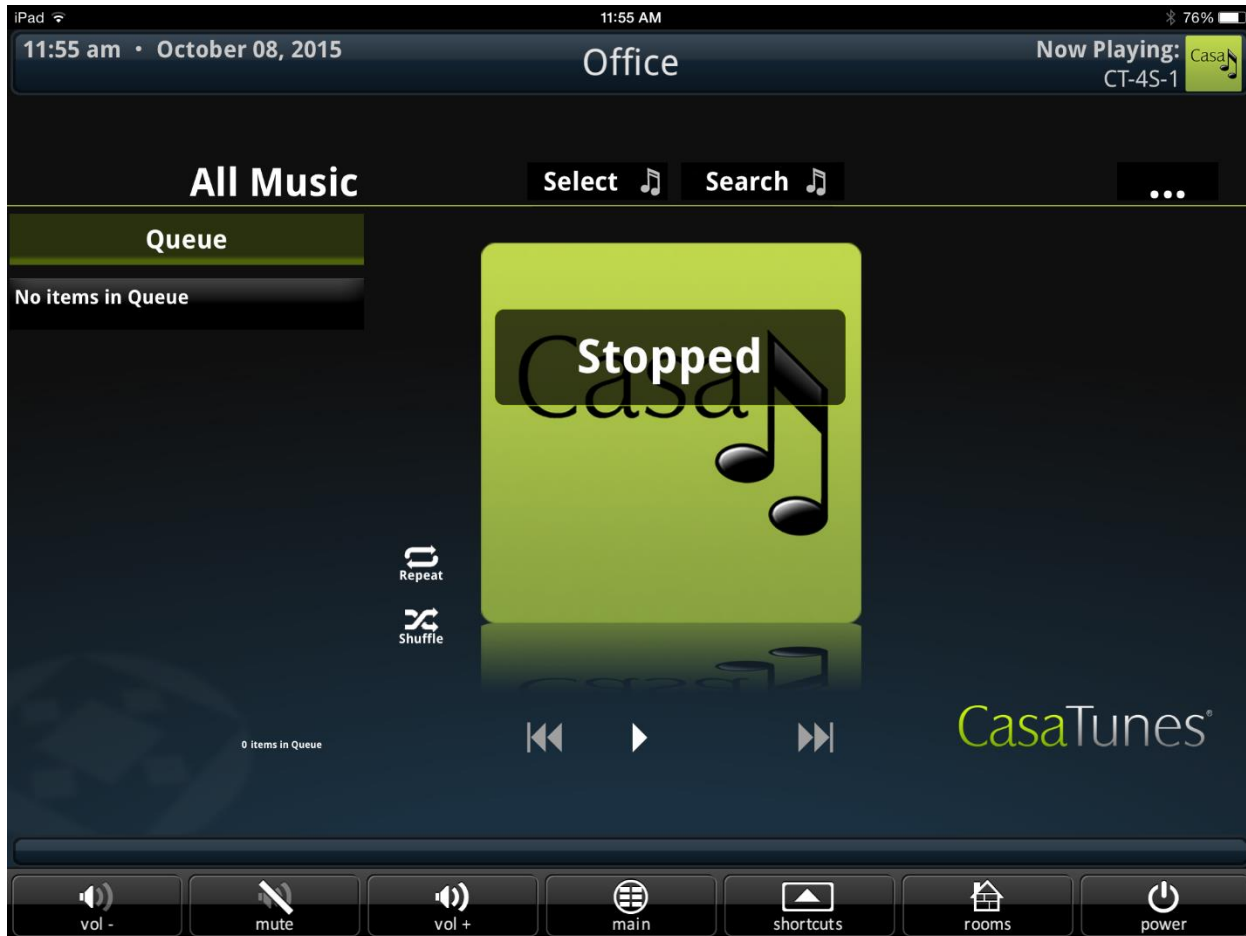 iPad 11:55 AM 76%
11:55 am • October 08, 2015
Office
Now Playing:
CT-4S-1
Casa
All Music
Select
Search
...
Queue
No items in Queue
Casa
Stopped
Repeat
Shuffle
0 items in Queue
CasaTunes®
vol -
mute
vol +
main
shortcuts
rooms
power